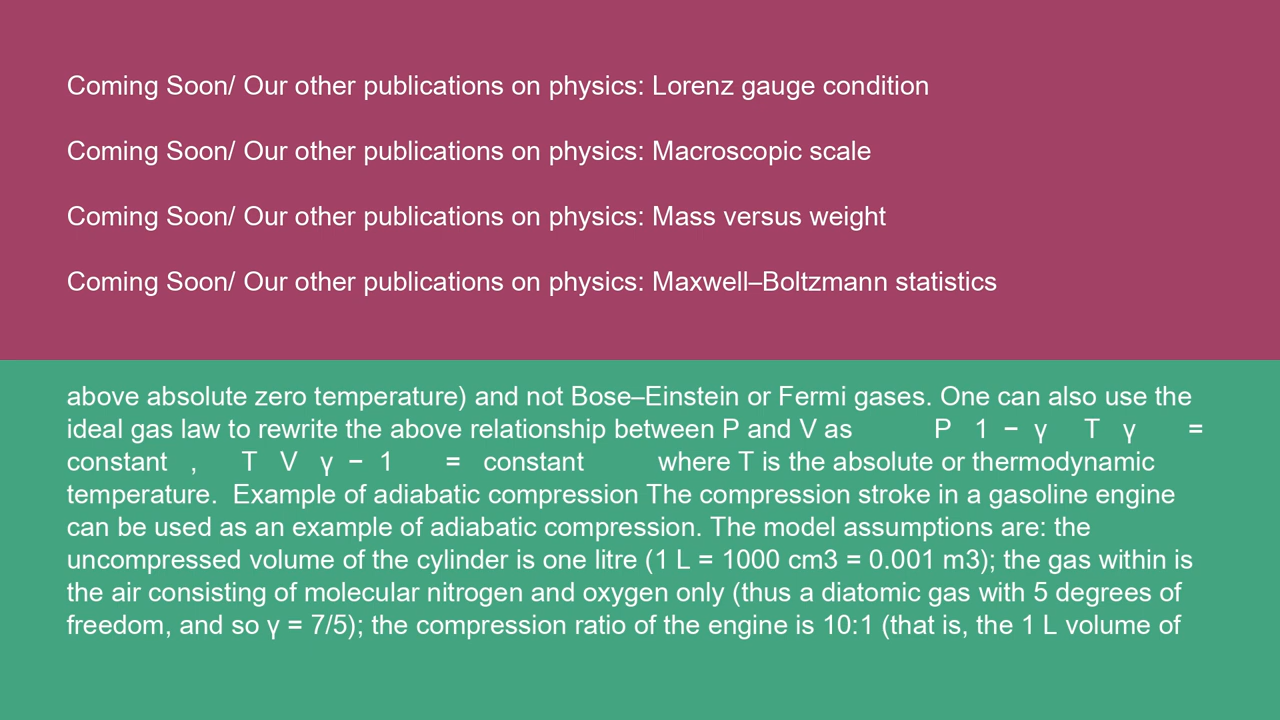 Coming Soon/ Our other publications on physics: Lorenz gauge condition
Coming Soon/ Our other publications on physics: Macroscopic scale
Coming Soon/ Our other publications on physics: Mass versus weight
Coming Soon/ Our other publications on physics: Maxwell–Boltzmann statistics
above absolute zero temperature) and not Bose–Einstein or Fermi gases. One can also use the
ideal gas law to rewrite the above relationship between P and V as P 1 − γ T γ =
constant , T V γ − 1 = constant where T is the absolute or thermodynamic
temperature. Example of adiabatic compression The compression stroke in a gasoline engine
can be used as an example of adiabatic compression. The model assumptions are: the
uncompressed volume of the cylinder is one litre (1 L = 1000 cm3 = 0.001 m3); the gas within is
the air consisting of molecular nitrogen and oxygen only (thus a diatomic gas with 5 degrees of
freedom, and so γ = 7/5); the compression ratio of the engine is 10:1 (that is, the 1 L volume of